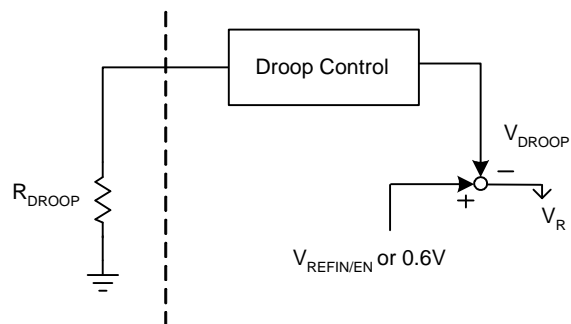 Droop Control
V_DROOP
−
R_DROOP
+
V_R
V_REFIN/EN or 0.6V